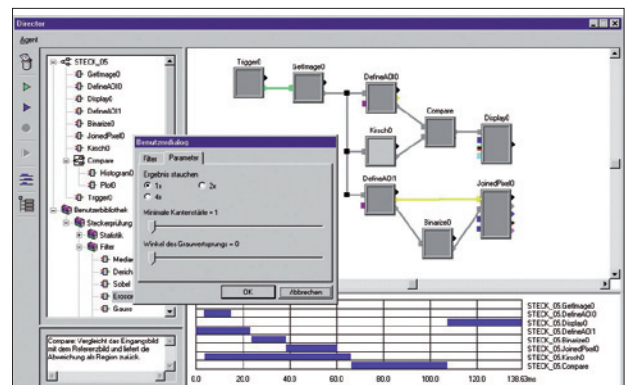 Director
Agent
STECK_05
GetImage0
DefineAOI0
Display0
DefineAOI1
Binarize0
JoinedPixel0
Kirsch0
Compare
Histogram0
Plot0
Trigger0
Benutzerbibliothek
Steckerprüfung
Statistik
Filter
Median
Derich
Sobel
Erosion
Gauss
Compare: Vergleicht das Eingangsbild
mit dem Referenzbild und liefert die
Abweichung als Region zurück.
Trigger0
GetImage0
DefineAOI0
Kirsch0
Compare
Display0
DefineAOI1
Binarize0
JoinedPixel0
Benutzerdialog
Filter
Parameter
Ergebnis stauchen
1x
2x
4x
Minimale Kantenstärke = 1
Winkel des Grauwertsprungs = 0
OK
Abbrechen
STECK_05.GetImage0
STECK_05.DefineAOI0
STECK_05.Display0
STECK_05.DefineAOI1
STECK_05.Binarize0
STECK_05.JoinedPixel0
STECK_05.Kirsch0
STECK_05.Compare
0.0 20.0 40.0 60.0 80.0 100.0 120.0 138.63ms